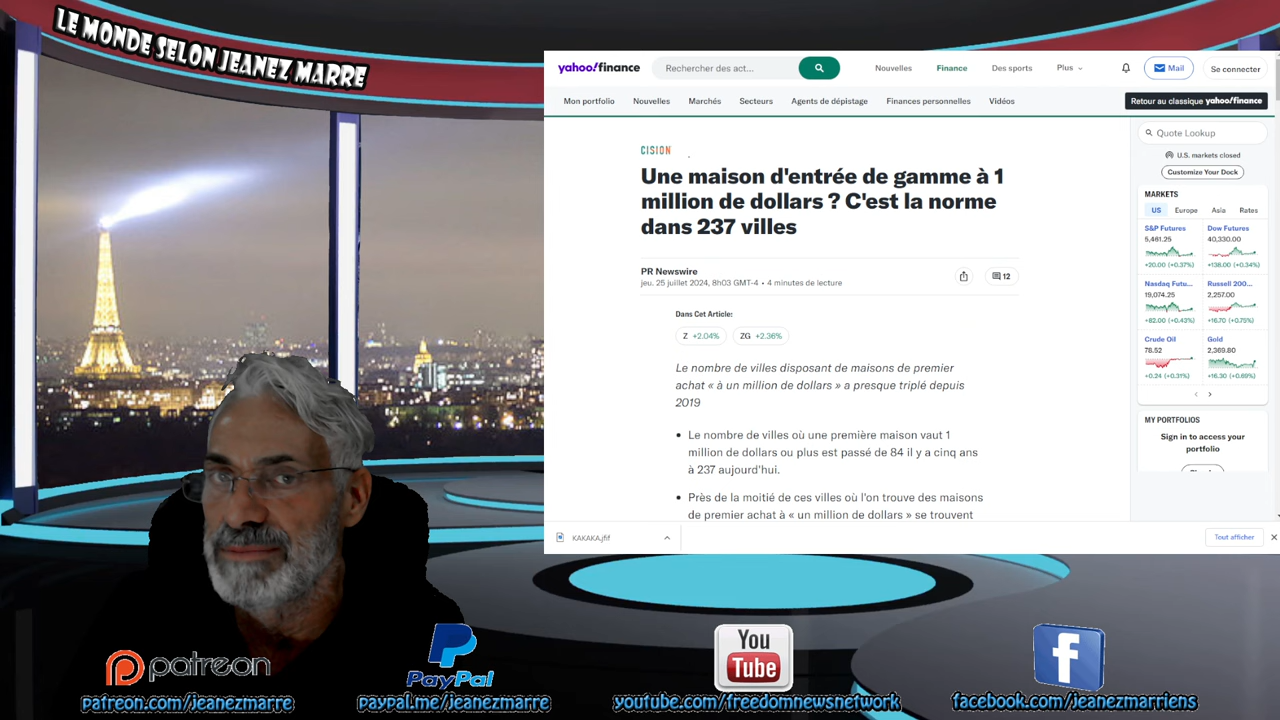 LE MONDE SELON JEANEZ MARRE
yahoo!finance
Rechercher des act...
Nouvelles
Finance
Des sports
Plus
Mail
Se connecter
Mon portfolio
Nouvelles
Marchés
Secteurs
Agents de dépistage
Finances personnelles
Vidéos
Retour au classique yahoo/finance
CISION
Une maison d'entrée de gamme à 1
million de dollars ? C'est la norme
dans 237 villes
PR Newswire
jeu. 25 juillet 2024, 8h03 GMT-4 • 4 minutes de lecture
12
Dans Cet Article:
Z +2.04%
ZG +2.36%
Le nombre de villes disposant de maisons de premier
achat « à un million de dollars » a presque triplé depuis
2019
• Le nombre de villes où une première maison vaut 1
million de dollars ou plus est passé de 84 il y a cinq ans
à 237 aujourd'hui.
• Près de la moitié de ces villes où l'on trouve des maisons
de premier achat à « un million de dollars » se trouvent
Quote Lookup
U.S. markets closed
Customize Your Dock
MARKETS
US Europe Asia Rates
S&P Futures
5,461.25
+20.00 (+0.37%)
Dow Futures
40,330.00
+138.00 (+0.34%)
Nasdaq Futu...
19,074.25
+82.00 (+0.43%)
Russell 200...
2,257.00
+16.70 (+0.75%)
Crude Oil
78.52
+0.24 (+0.31%)
Gold
2,369.80
+16.30 (+0.69%)
MY PORTFOLIOS
Sign in to access your
portfolio
KAKAKA.jfif
Tout afficher
patreon
patreon.com/jeanezmarre
PayPal
paypal.me/jeanezmarre
You
Tube
youtube.com/freedomnewsnetwork
f
facebook.com/jeanezmarriens